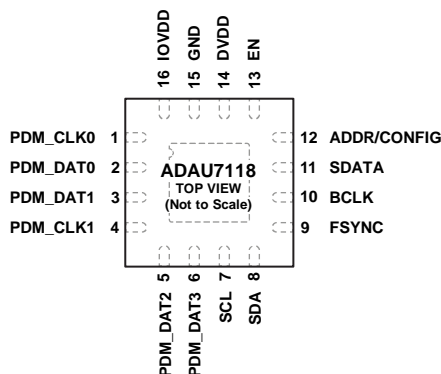 16 IOVDD
15 GND
14 DVDD
13 EN
PDM_CLK0 1
PDM_DAT0 2
PDM_DAT1 3
PDM_CLK1 4
ADAU7118
TOP VIEW
(Not to Scale)
12 ADDR/CONFIG
11 SDATA
10 BCLK
9 FSYNC
PDM_DAT2 5
PDM_DAT3 6
SCL 7
SDA 8